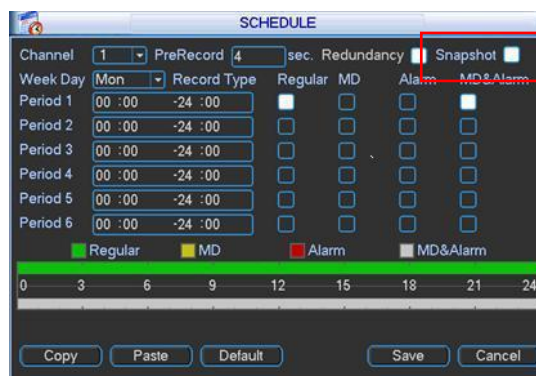 SCHEDULE
Channel 1 PreRecord 4 sec. Redundancy Snapshot
Week Day Mon Record Type Regular MD Alarm MD&Alarm
Period 1 00 :00 -24 :00
Period 2 00 :00 -24 :00
Period 3 00 :00 -24 :00
Period 4 00 :00 -24 :00
Period 5 00 :00 -24 :00
Period 6 00 :00 -24 :00
Regular MD Alarm MD&Alarm
0 3 6 9 12 15 18 21 24
Copy Paste Default Save Cancel